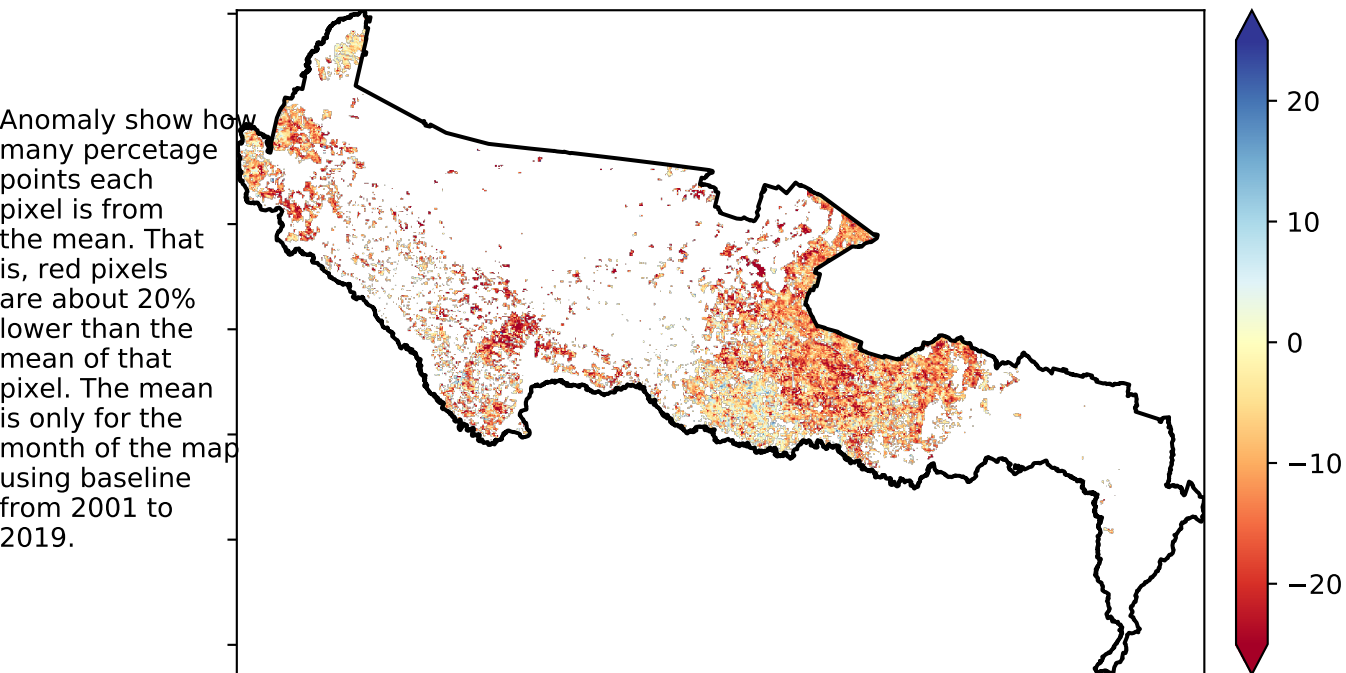 Anomaly show how
many percetage
points each
pixel is from
the mean. That
is, red pixels
are about 20%
lower than the
mean of that
pixel. The mean
is only for the
month of the map
using baseline
from 2001 to
2019.
20
10
0
−10
−20